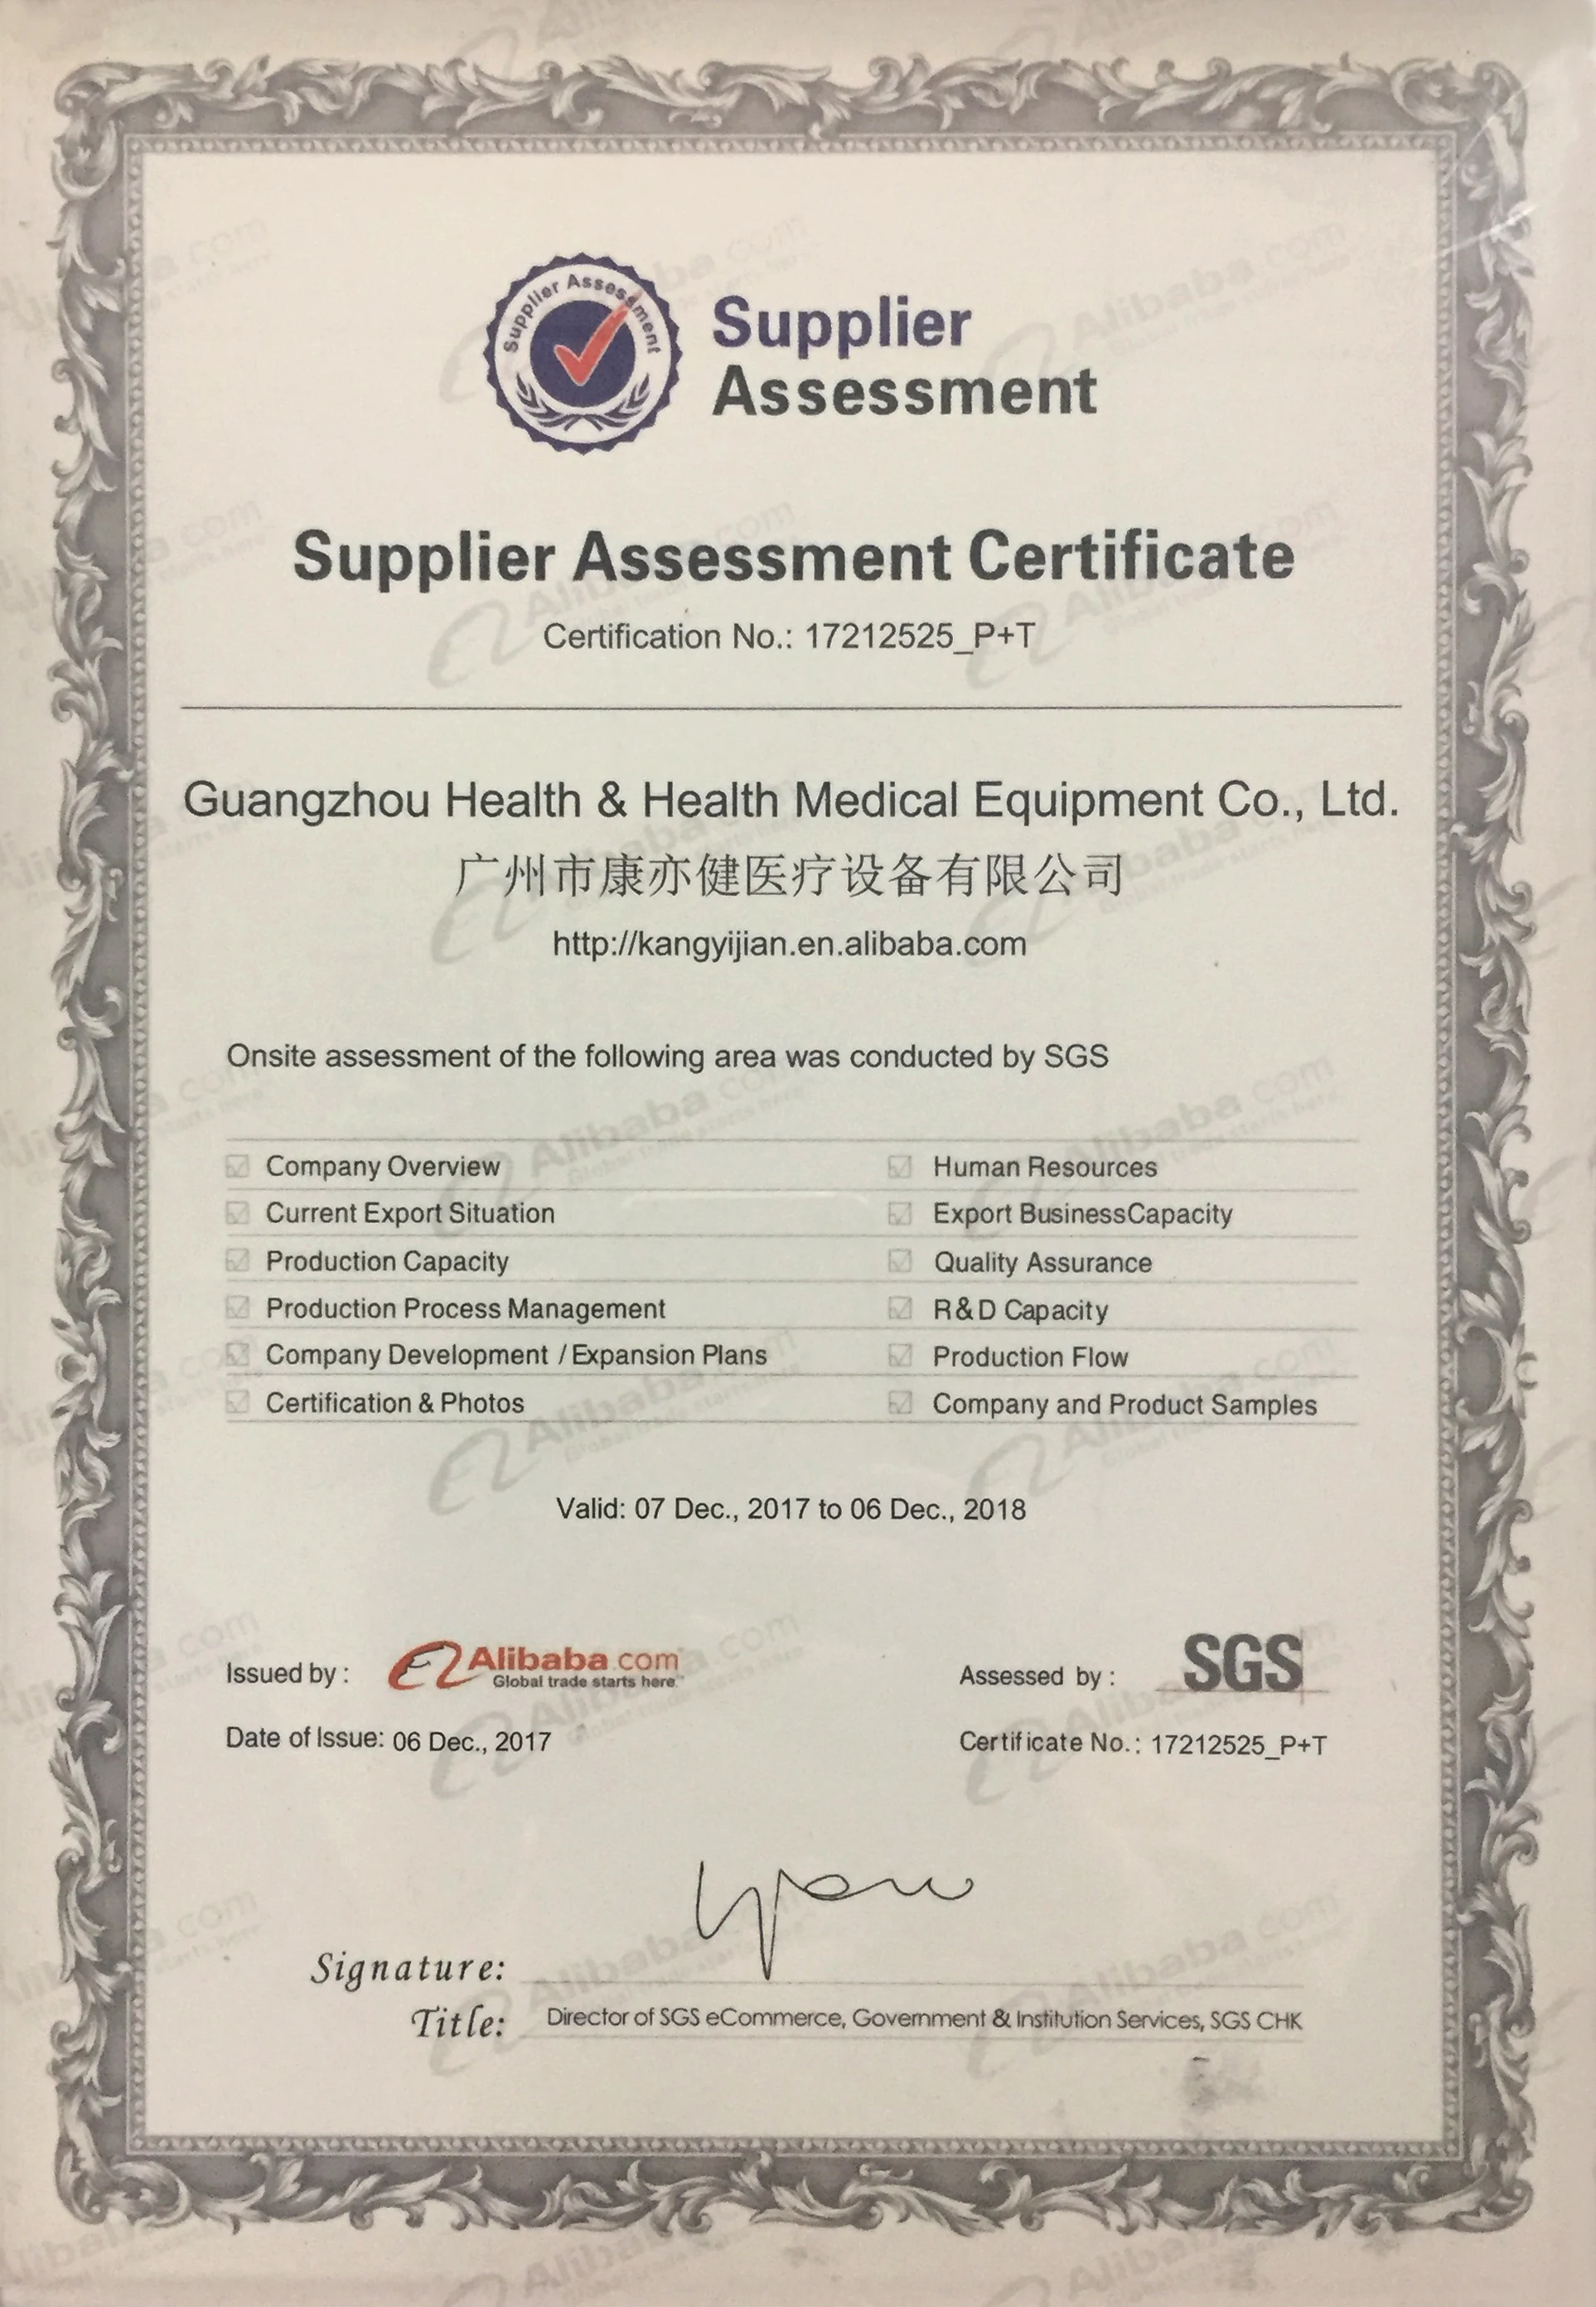 Supplier Assessment
Supplier
Assessment
Supplier Assessment Certificate
Certification No.: 17212525_P+T
Guangzhou Health & Health Medical Equipment Co., Ltd.
广州市康亦健医疗设备有限公司
http://kangyijian.en.alibaba.com
Onsite assessment of the following area was conducted by SGS
Company Overview Human Resources
Current Export Situation Export BusinessCapacity
Production Capacity Quality Assurance
Production Process Management R&D Capacity
Company Development / Expansion Plans Production Flow
Certification & Photos Company and Product Samples
Valid: 07 Dec., 2017 to 06 Dec., 2018
Issued by : Alibaba.com Assessed by : SGS
Global trade starts here
Date of Issue: 06 Dec., 2017 Certificate No.: 17212525_P+T
Signature:
Title: Director of SGS eCommerce, Government & Institution Services, SGS CHK